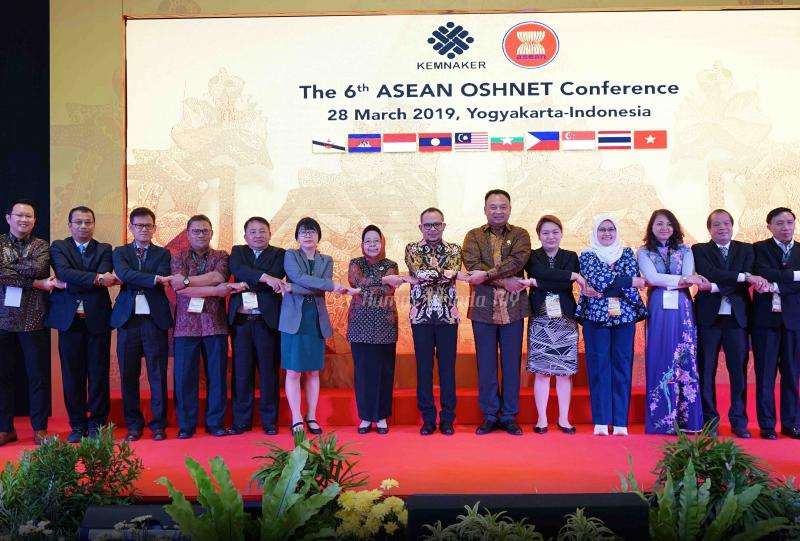 KEMNAKER
asean
The 6th ASEAN OSHNET Conference
28 March 2019, Yogyakarta-Indonesia